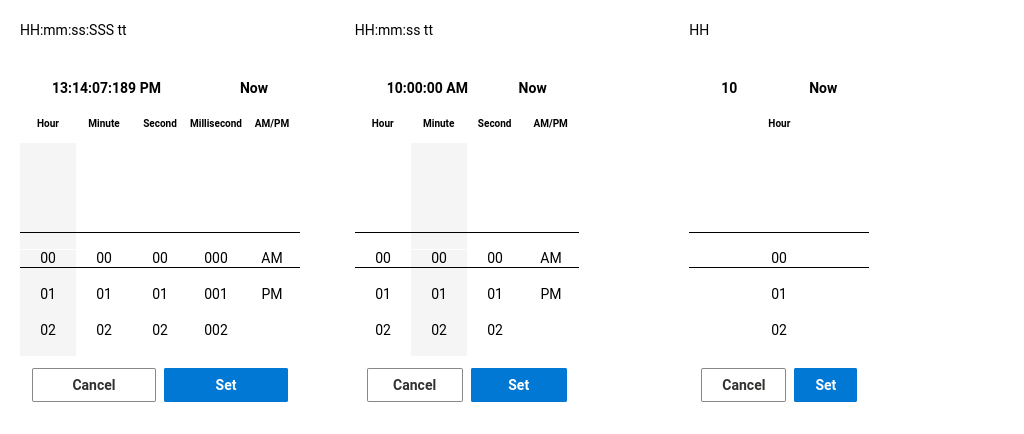 HH:mm:ss:SSS tt
13:14:07:189 PM Now
Hour Minute Second Millisecond AM/PM
00 00 00 000 AM
01 01 01 001 PM
02 02 02 002
Cancel Set
HH:mm:ss tt
10:00:00 AM Now
Hour Minute Second AM/PM
00 00 00 AM
01 01 01 PM
02 02 02
Cancel Set
HH
10 Now
Hour
00
01
02
Cancel Set